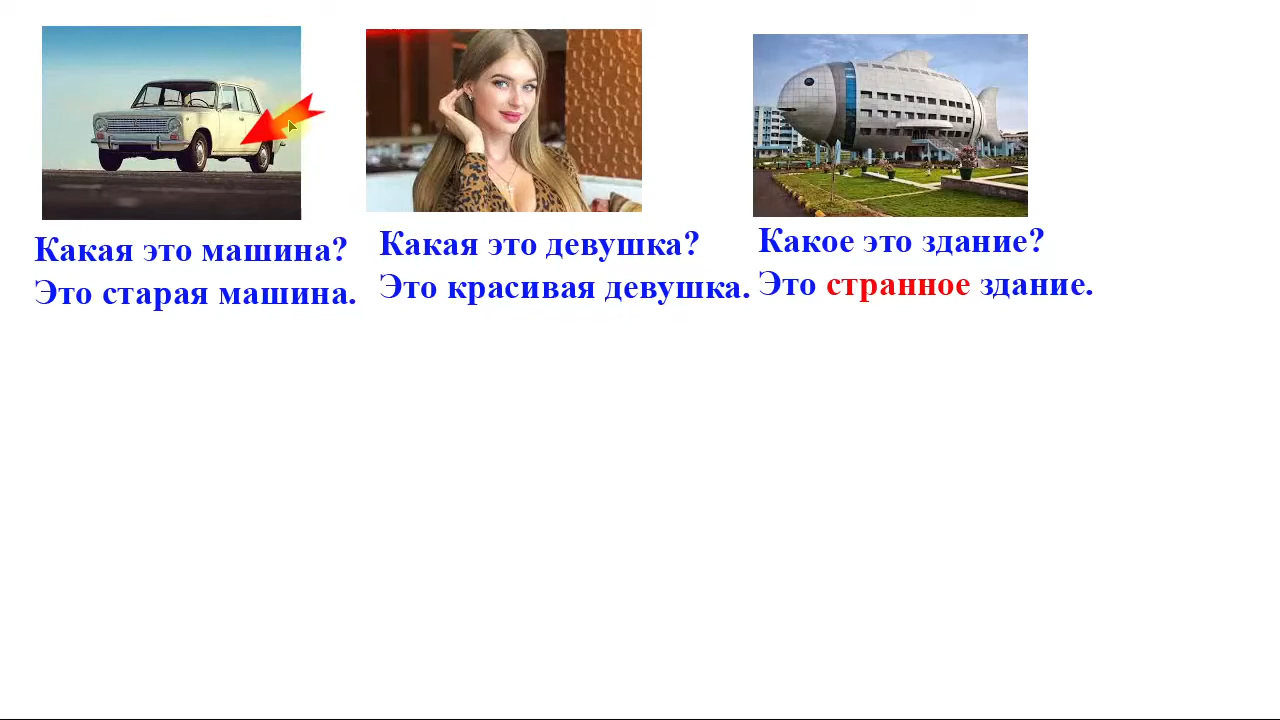 Какая это машина?
Это старая машина.
Какая это девушка?
Это красивая девушка.
Какое это здание?
Это странное здание.